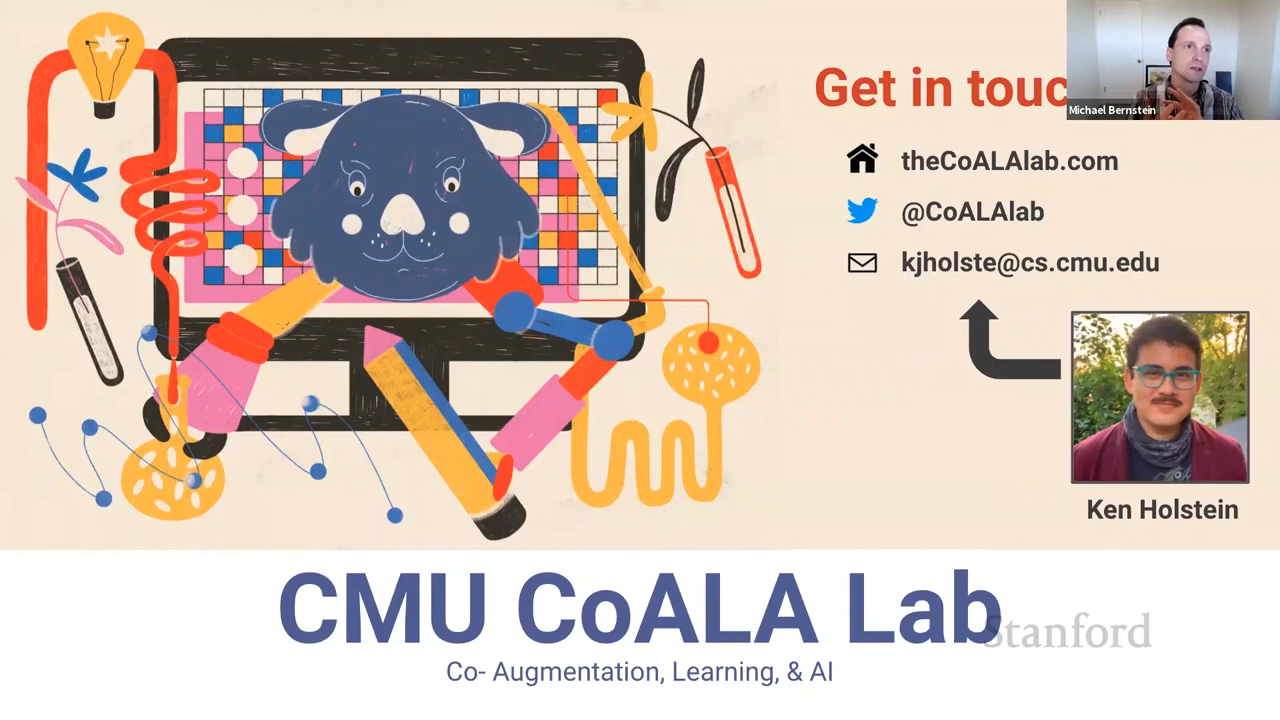 Get in touc
Michael Bernstein
theCoALAlab.com
@CoALAlab
kjholste@cs.cmu.edu
Ken Holstein
CMU CoALA Lab
Stanford
Co- Augmentation, Learning, & AI